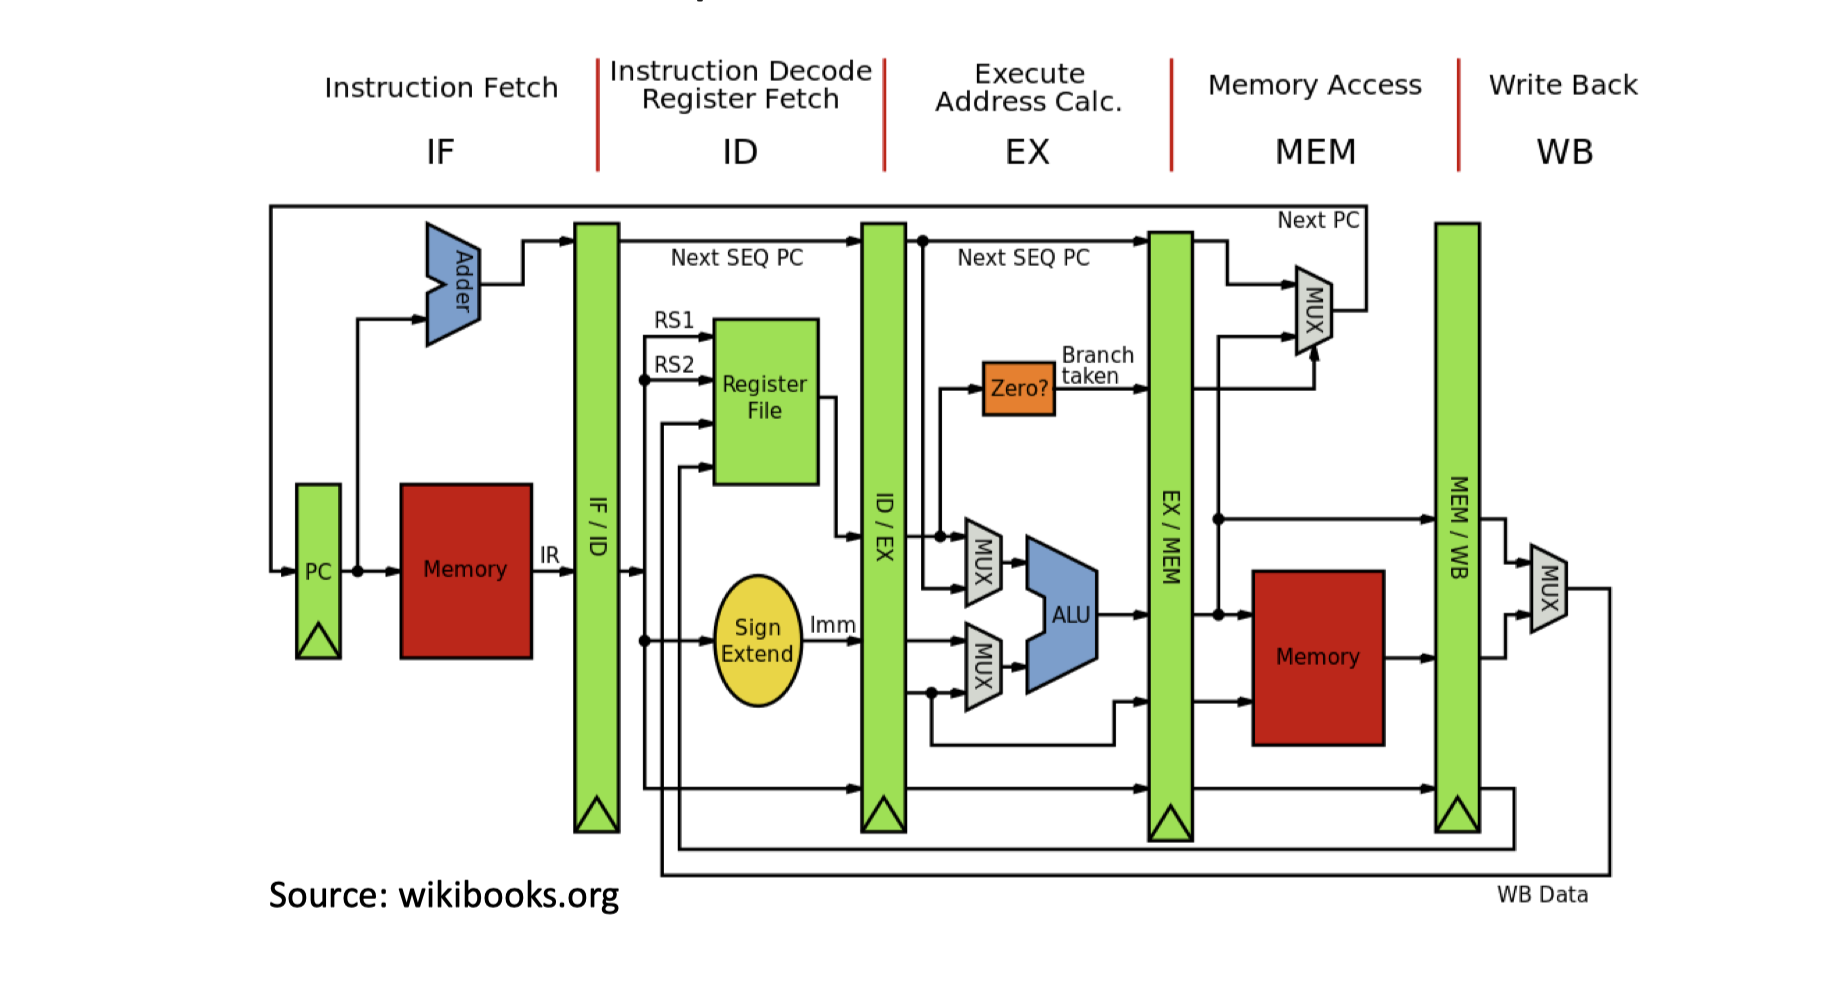 Instruction Fetch
IF
Instruction Decode
Register Fetch
ID
Execute
Address Calc.
EX
Memory Access
MEM
Write Back
WB
Next PC
Adder
Next SEQ PC
Next SEQ PC
MUX
RS1
RS2
Register
File
Branch
taken
Zero?
PC
Memory
IR
IF / ID
Sign
Extend
Imm
ID / EX
MUX
MUX
ALU
EX / MEM
Memory
MEM / WB
MUX
WB Data
Source: wikibooks.org